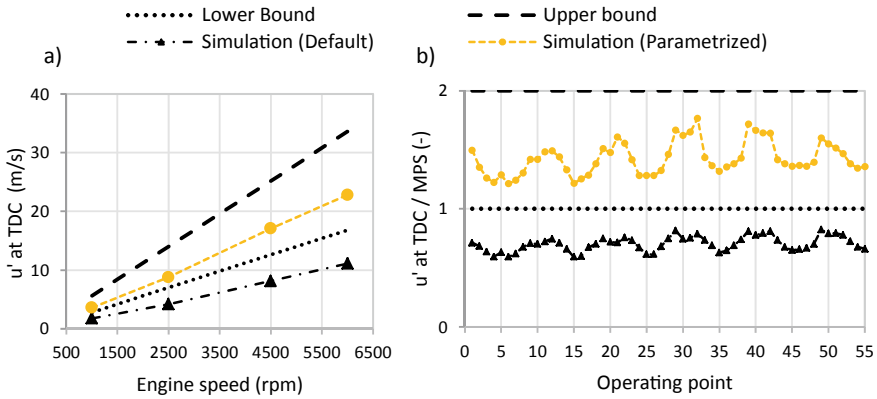 Lower Bound
Upper bound
Simulation (Default)
Simulation (Parametrized)
a)
b)
u' at TDC (m/s)
40
30
20
10
0
500 1500 2500 3500 4500 5500 6500
Engine speed (rpm)
u' at TDC / MPS (-)
2
1
0
0 5 10 15 20 25 30 35 40 45 50 55
Operating point